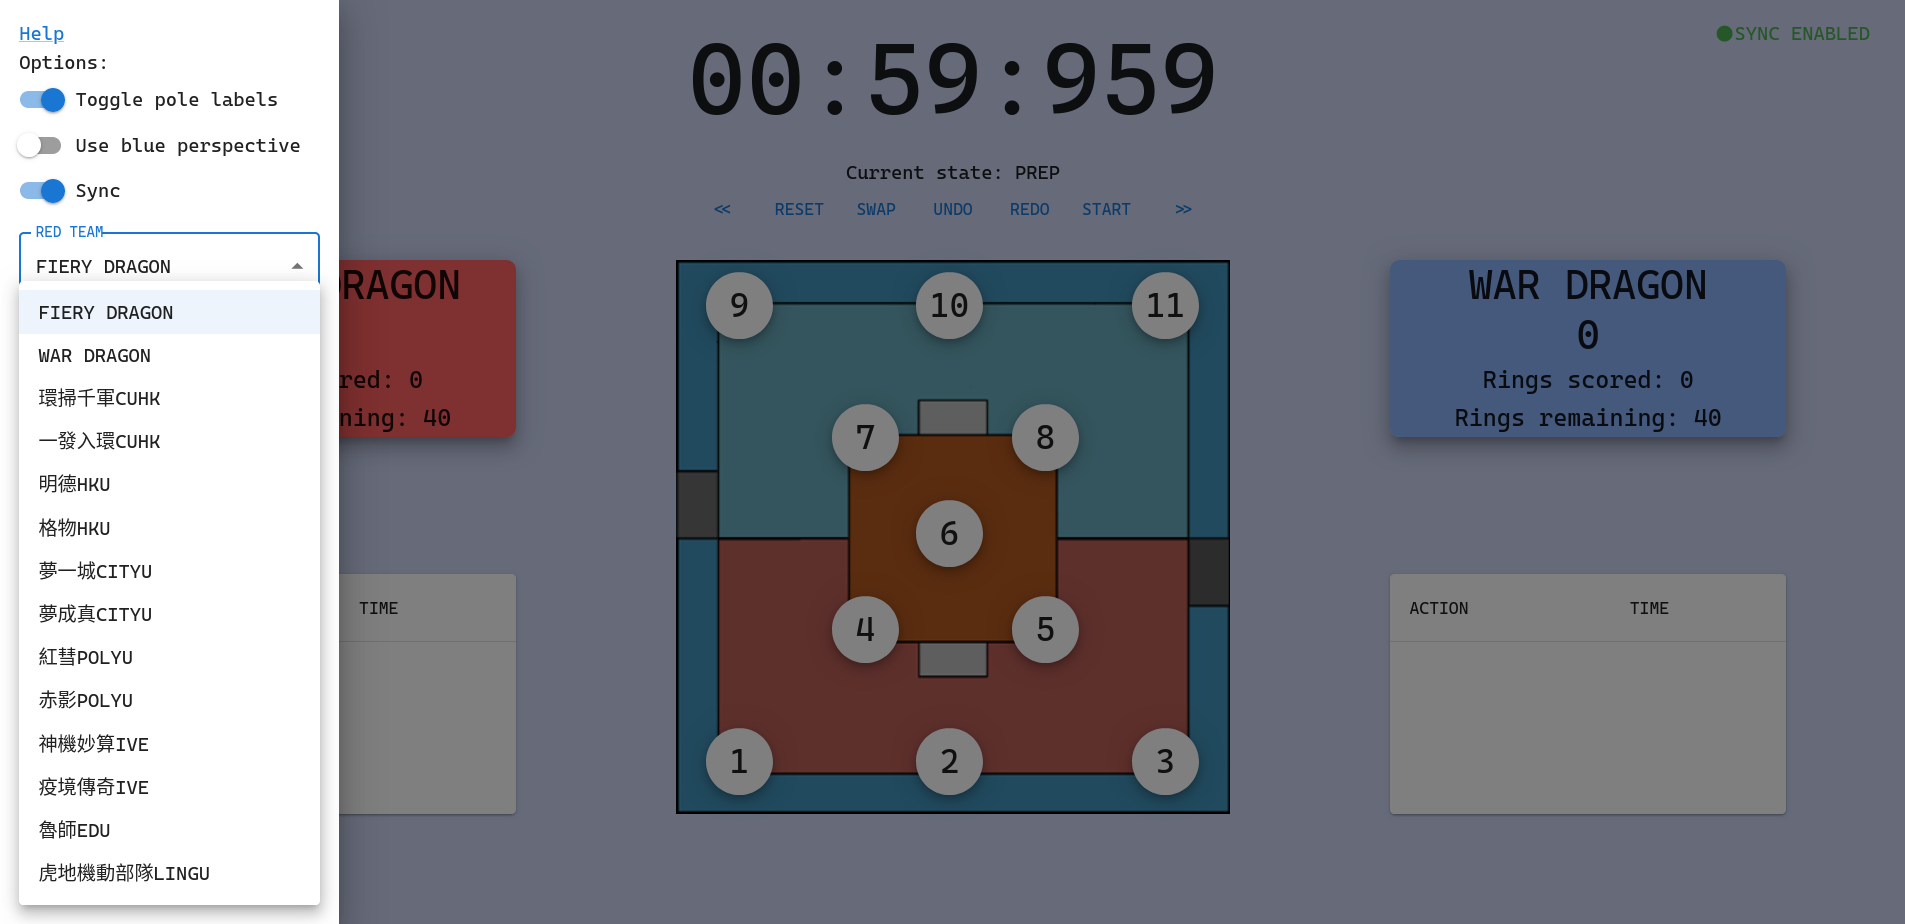 Help
Options:
Toggle pole labels
Use blue perspective
Sync
RED TEAM
FIERY DRAGON
FIERY DRAGON
WAR DRAGON
環掃千軍CUHK
一發入環CUHK
明德HKU
格物HKU
夢一城CITYU
夢成真CITYU
紅彗POLYU
赤影POLYU
神機妙算IVE
疫境傳奇IVE
魯師EDU
虎地機動部隊LINGU
00:59:959
SYNC ENABLED
Current state: PREP
<< RESET SWAP UNDO REDO START >>
DRAGON
red: 0
ning: 40
TIME
9 10 11
7 8
6
4 5
1 2 3
WAR DRAGON
0
Rings scored: 0
Rings remaining: 40
ACTION TIME